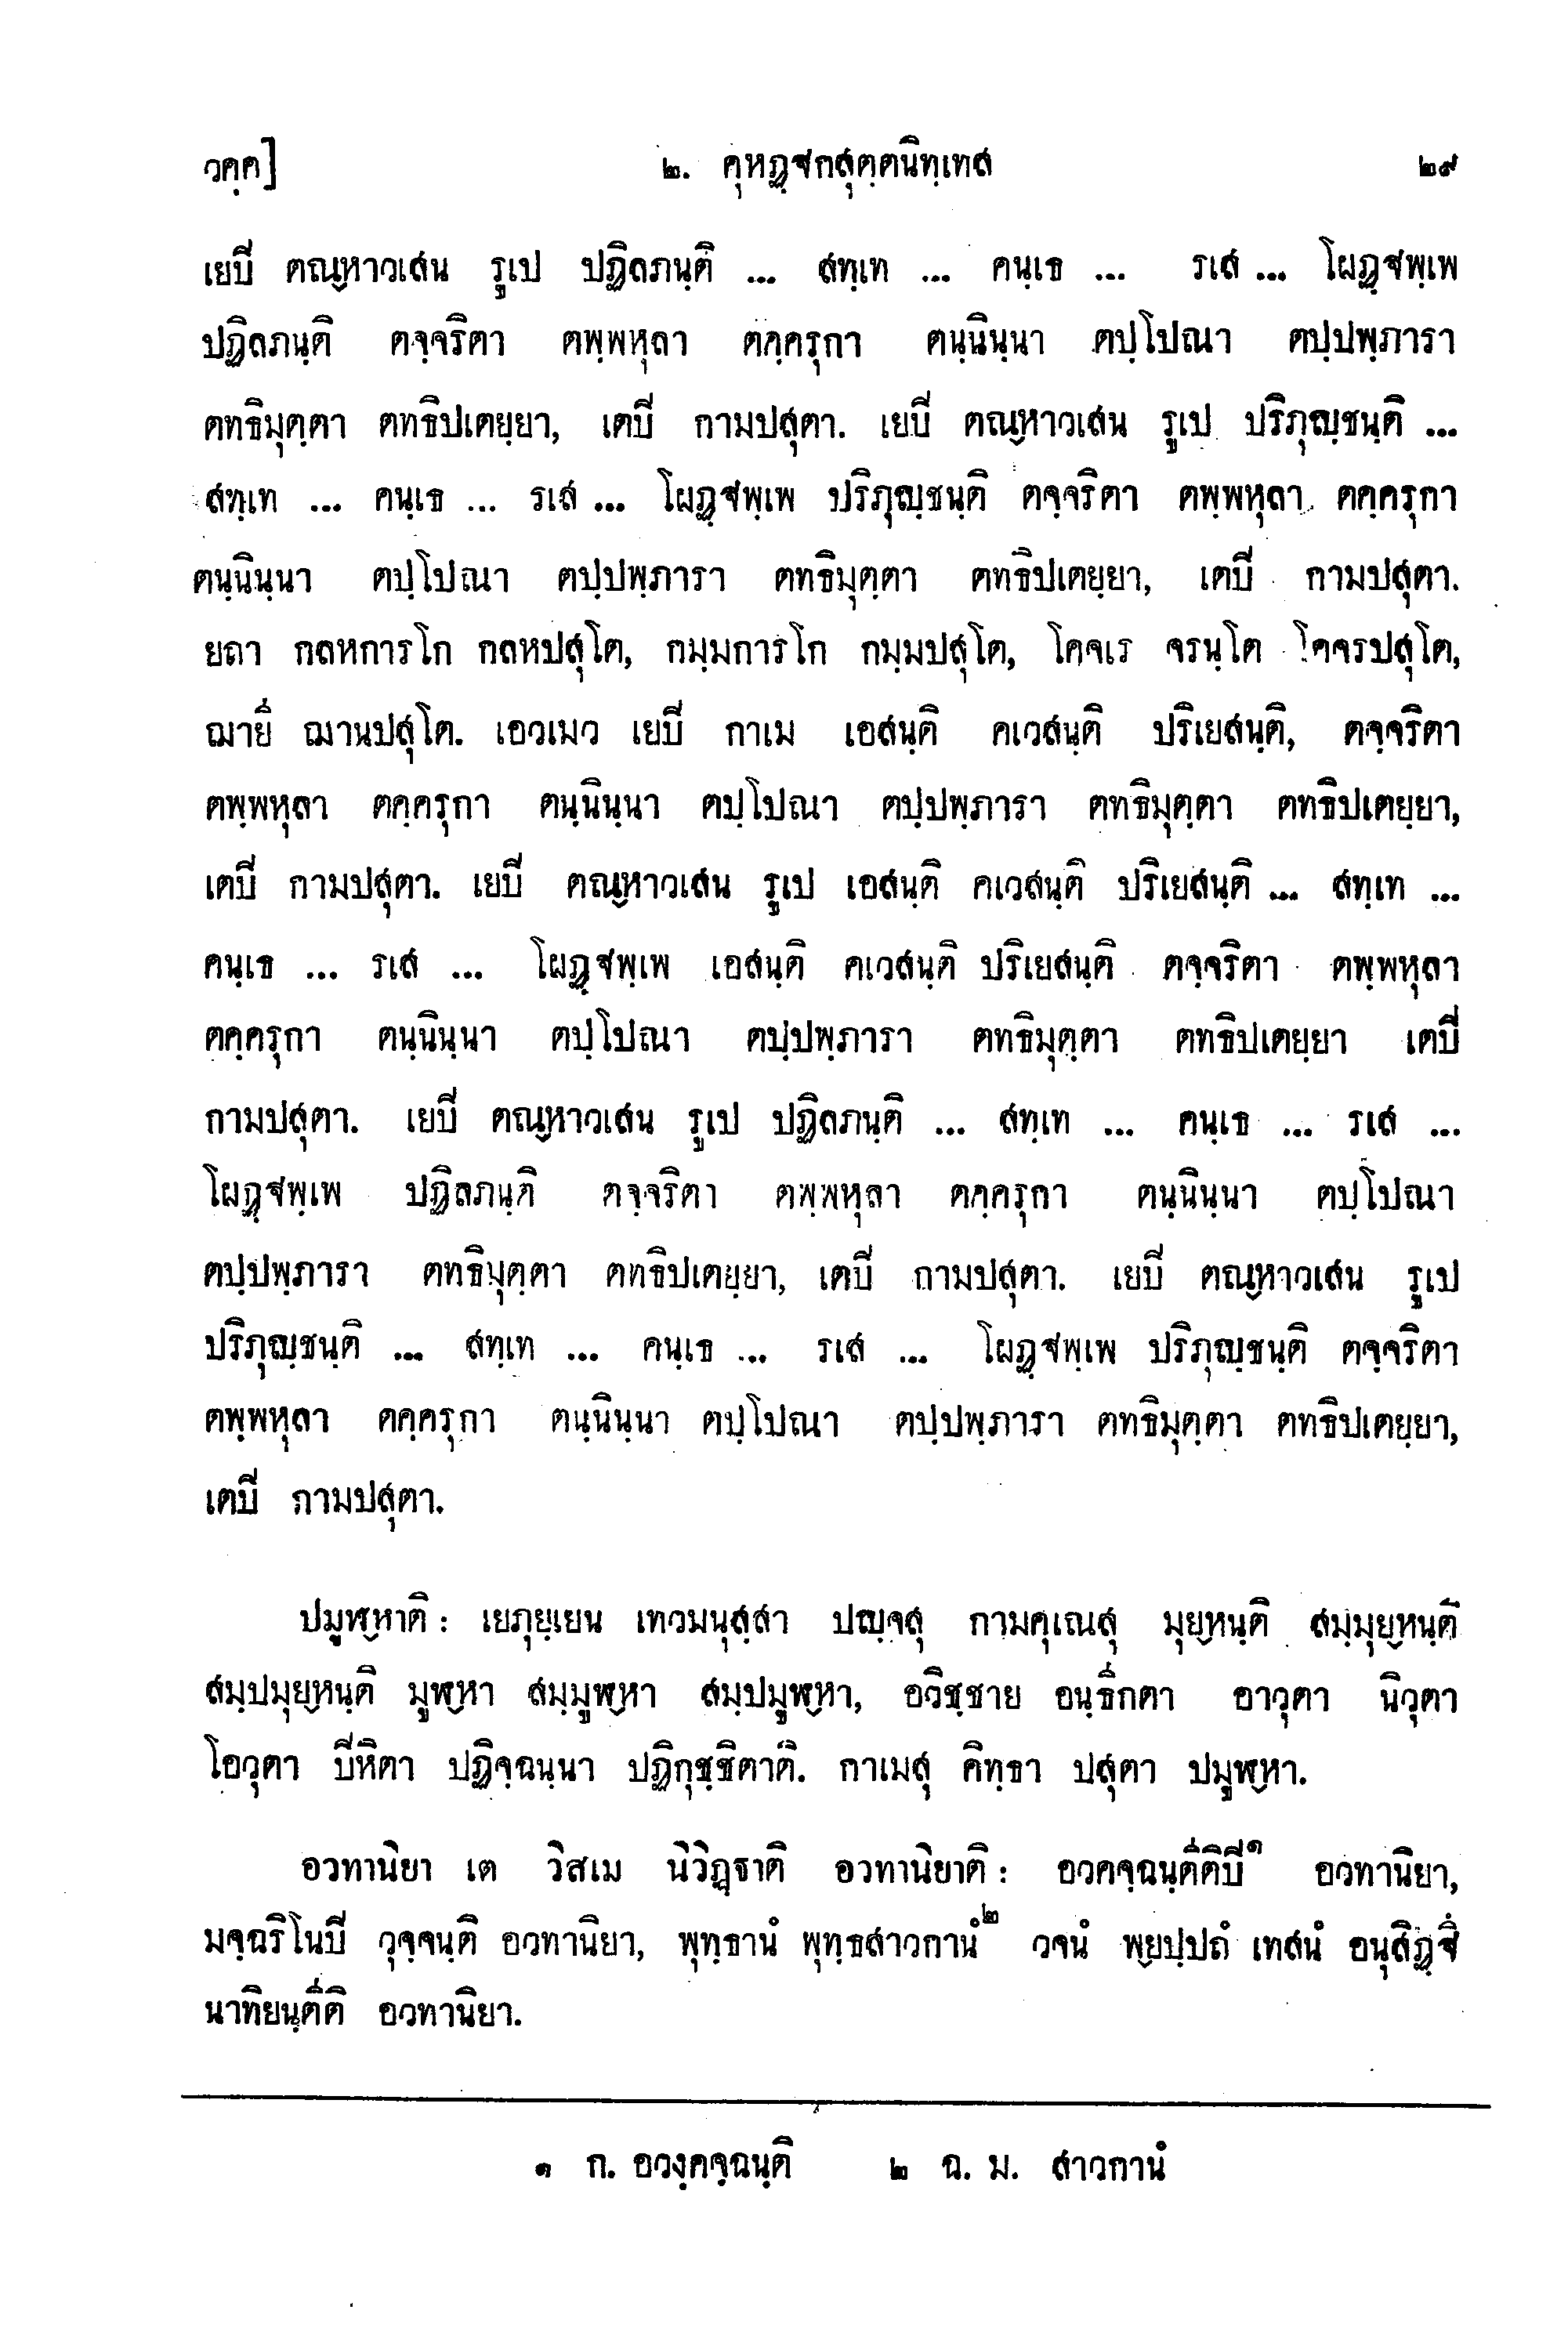 วคฺค] ๒. คุหฏฺฐกสุตฺตนิทฺเทส ๒๙
เยปิ ตณฺหาวเสน รูเป ปฏิลภนฺติ ... สทฺเท ... คนฺเธ ... รเส ... โผฏฺฐพฺเพ
ปฏิลภนฺติ ตจฺจริตา ตพฺพหุลา ตคฺครุกา ตนฺนินฺนา ตปฺโปณา ตปฺปพฺภารา
ตทธิมุตฺตา ตทธิปเตยฺยา, เตปิ กามปสุตา. เยปิ ตณฺหาวเสน รูเป ปริภุญฺชนฺติ ...
สทฺเท ... คนฺเธ ... รเส ... โผฏฺฐพฺเพ ปริภุญฺชนฺติ ตจฺจริตา ตพฺพหุลา ตคฺครุกา
ตนฺนินฺนา ตปฺโปณา ตปฺปพฺภารา ตทธิมุตฺตา ตทธิปเตยฺยา, เตปิ กามปสุตา.
ยถา กลหการโก กลหปสุโต, กมฺมการโก กมฺมปสุโต, โคจเร จรนฺโต โคจรปสุโต,
ฌายี ฌานปสุโต. เอวเมว เยปิ กาเม เอสนฺติ คเวสนฺติ ปริเยสนฺติ, ตจฺจริตา
ตพฺพหุลา ตคฺครุกา ตนฺนินฺนา ตปฺโปณา ตปฺปพฺภารา ตทธิมุตฺตา ตทธิปเตยฺยา,
เตปิ กามปสุตา. เยปิ ตณฺหาวเสน รูเป เอสนฺติ คเวสนฺติ ปริเยสนฺติ ... สทฺเท ...
คนฺเธ ... รเส ... โผฏฺฐพฺเพ เอสนฺติ คเวสนฺติ ปริเยสนฺติ ตจฺจริตา ตพฺพหุลา
ตคฺครุกา ตนฺนินฺนา ตปฺโปณา ตปฺปพฺภารา ตทธิมุตฺตา ตทธิปเตยฺยา เตปิ
กามปสุตา. เยปิ ตณฺหาวเสน รูเป ปฏิลภนฺติ ... สทฺเท ... คนฺเธ ... รเส ...
โผฏฺฐพฺเพ ปฏิลภนฺติ ตจฺจริตา ตพฺพหุลา ตคฺครุกา ตนฺนินฺนา ตปฺโปณา
ตปฺปพฺภารา ตทธิมุตฺตา ตทธิปเตยฺยา, เตปิ กามปสุตา. เยปิ ตณฺหาวเสน รูเป
ปริภุญฺชนฺติ ... สทฺเท ... คนฺเธ ... รเส ... โผฏฺฐพฺเพ ปริภุญฺชนฺติ ตจฺจริตา
ตพฺพหุลา ตคฺครุกา ตนฺนินฺนา ตปฺโปณา ตปฺปพฺภารา ตทธิมุตฺตา ตทธิปเตยฺยา,
เตปิ กามปสุตา.
ปมูฬฺหาติ : เยภุยฺเยน เทวมนุสฺสา ปญฺจสุ กามคุเณสุ มุยฺหนฺติ สมฺมุยฺหนฺติ
สมฺปมุยฺหนฺติ มูฬฺหา สมฺมูฬฺหา สมฺปมูฬฺหา, อวิชฺชาย อนฺธีกตา อาวุตา นิวุตา
โอวุตา ปิหิตา ปฏิจฺฉนฺนา ปฏิกุชฺชิตาติ. กาเมสุ คิทฺธา ปสุตา ปมูฬฺหา.
อวทานิยา เต วิสเม นิวิฏฺฐาติ อวทานิยาติ : อวคจฺฉนฺตีติปิ๑ อวทานิยา,
มจฺฉริโนปิ วุจฺจนฺติ อวทานิยา, พุทฺธานํ พุทฺธสาวกานํ๒ วจนํ พฺยปฺปถํ เทสนํ อนุสิฏฺฐึ
นาทิยนฺตีติ อวทานิยา.
๑ ก. อวงฺคจฺฉนฺติ ๒ ฉ. ม. สาวกานํ